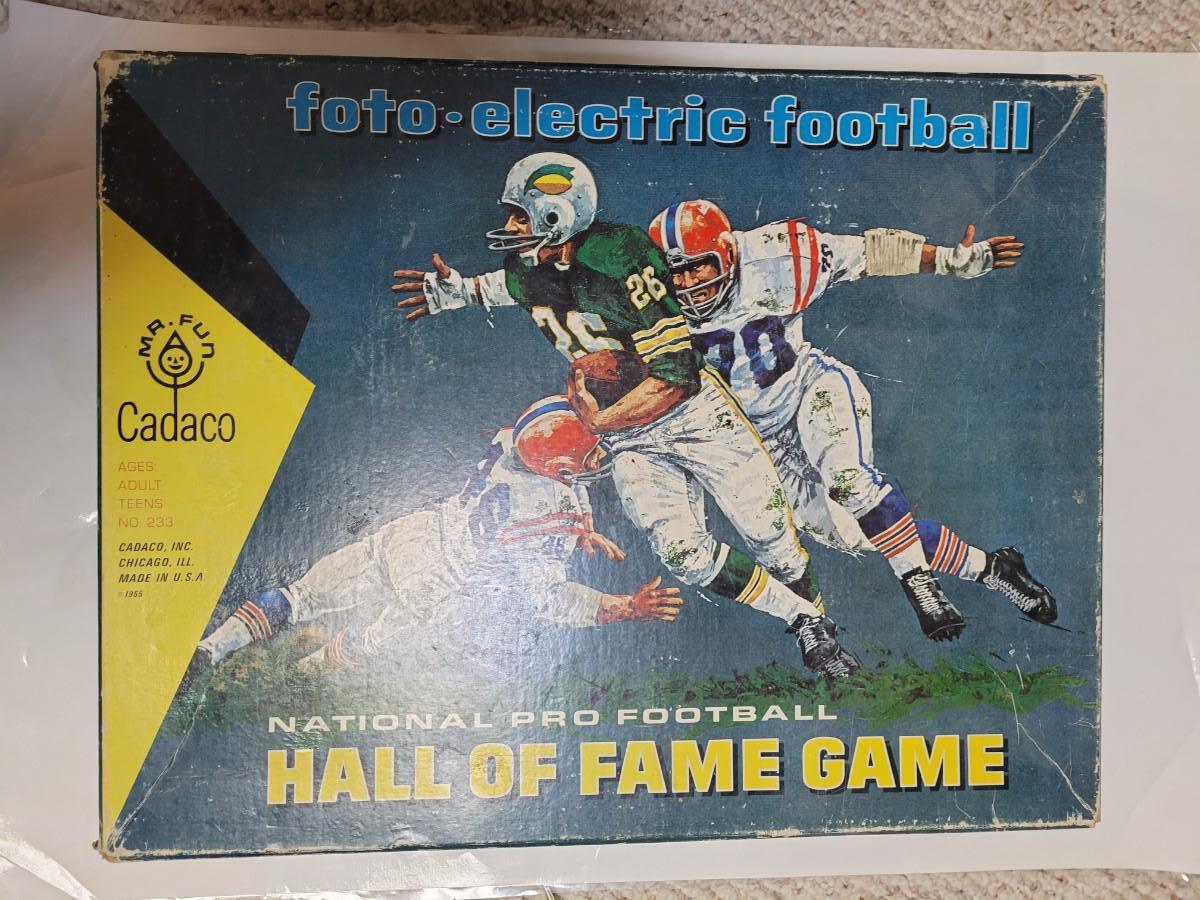 foto·electric football
26
26
70
MR. FUN
Cadaco
AGES:
ADULT
TEENS
NO. 233
CADACO, INC.
CHICAGO, ILL.
MADE IN U.S.A.
©1965
NATIONAL PRO FOOTBALL
HALL OF FAME GAME